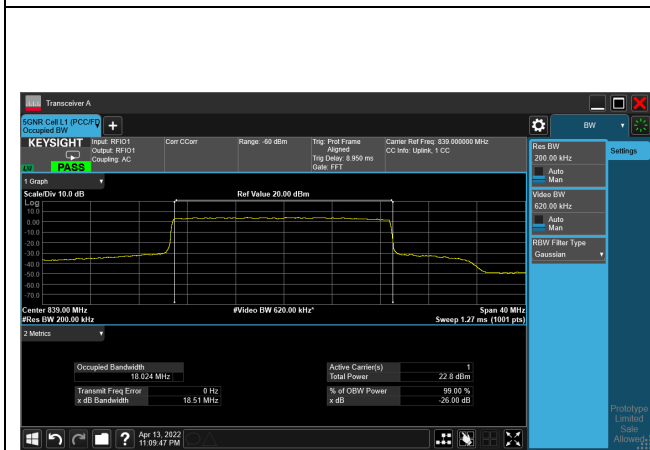 Transceiver A
5GNR Cell L1 (PCC/FD
Occupied BW
+
KEYSIGHT
LXI
PASS
Input: RFIO1
Output: RFIO1
Coupling: AC
Corr CCorr
Range: -60 dBm
Trig: Prot Frame
Aligned
Trig Delay: 8.950 ms
Gate: FFT
Carrier Ref Freq: 839.000000 MHz
CC Info: Uplink, 1 CC
1 Graph
Scale/Div 10.0 dB
Ref Value 20.00 dBm
Log
10.0
0.00
-10.0
-20.0
-30.0
-40.0
-50.0
-60.0
-70.0
Center 839.00 MHz
#Video BW 620.00 kHz*
Span 40 MHz
#Res BW 200.00 kHz
Sweep 1.27 ms (1001 pts)
2 Metrics
Occupied Bandwidth
18.024 MHz
Transmit Freq Error 0 Hz
x dB Bandwidth 18.51 MHz
Active Carrier(s) 1
Total Power 22.8 dBm
% of OBW Power 99.00 %
x dB -26.00 dB
BW
Res BW
200.00 kHz
Auto
Man
Video BW
620.00 kHz
Auto
Man
RBW Filter Type
Gaussian
Settings
Prototype
Limited
Sale
Allowed
?
Apr 13, 2022
11:09:47 PM